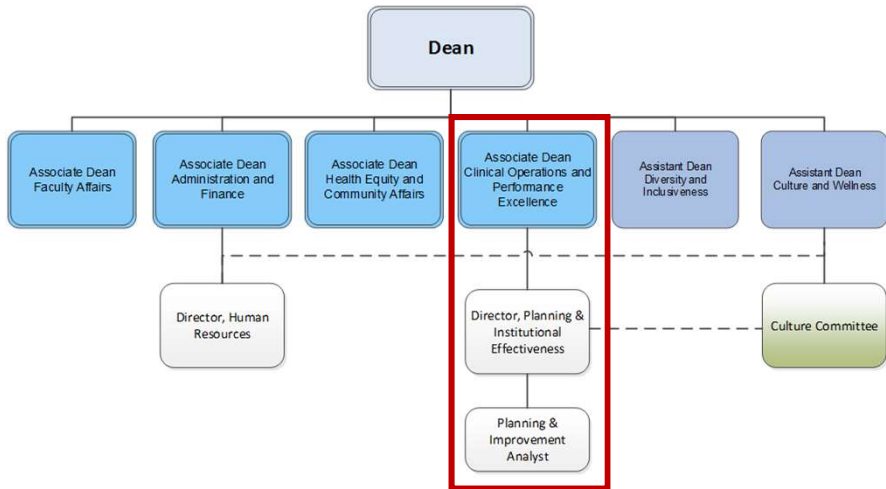 Dean
Associate Dean
Faculty Affairs
Associate Dean
Administration and
Finance
Associate Dean
Health Equity and
Community Affairs
Associate Dean
Clinical Operations and
Performance
Excellence
Assistant Dean
Diversity and
Inclusiveness
Assistant Dean
Culture and Wellness
Director, Human
Resources
Director, Planning &
Institutional
Effectiveness
Culture Committee
Planning &
Improvement
Analyst